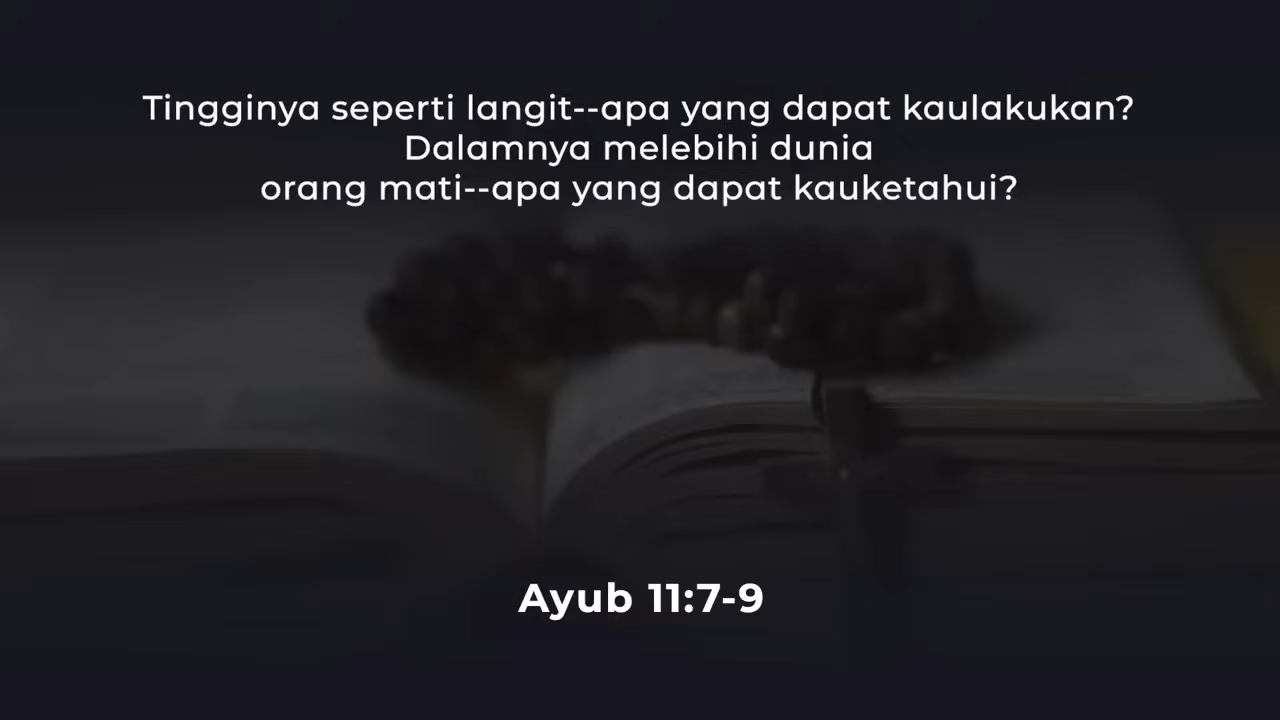 Tingginya seperti langit--apa yang dapat kaulakukan?
Dalamnya melebihi dunia
orang mati--apa yang dapat kauketahui?
Ayub 11:7-9